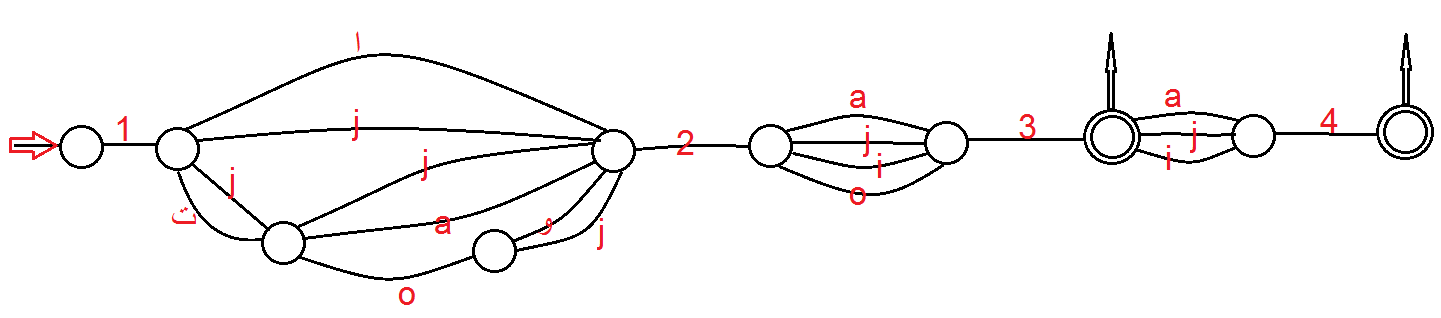 ا
a a
1 j 2 j 3 j 4
j i i
j o
a و j
o